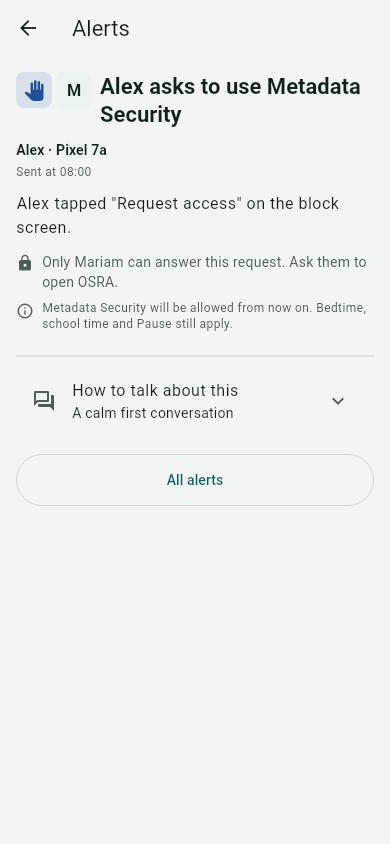 Alerts
M
Alex asks to use Metadata
Security
Alex · Pixel 7a
Sent at 08:00
Alex tapped "Request access" on the block
screen.
Only Mariam can answer this request. Ask them to
open OSRA.
Metadata Security will be allowed from now on. Bedtime,
school time and Pause still apply.
How to talk about this
A calm first conversation
All alerts